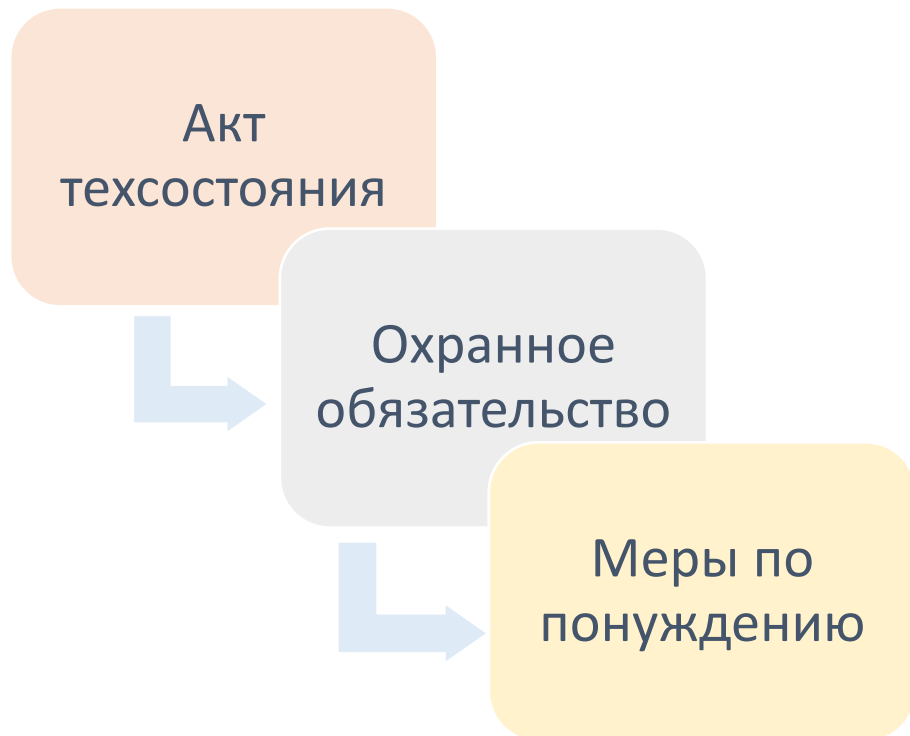 Акт
техсостояния
Охранное
обязательство
Меры по
понуждению